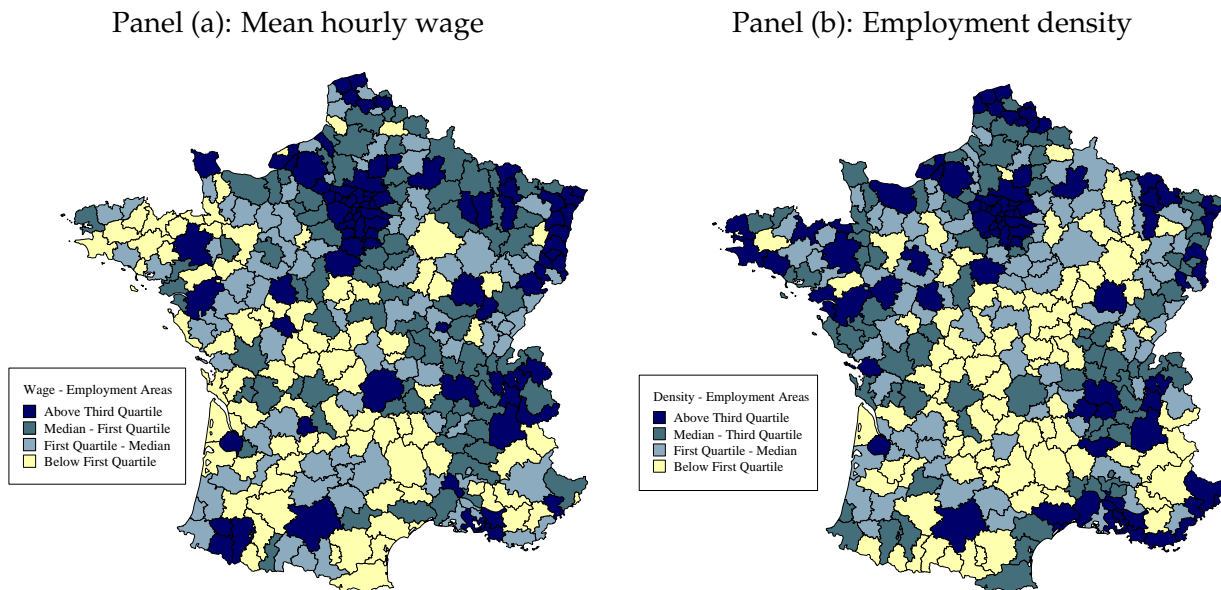 Panel (a): Mean hourly wage
Panel (b): Employment density
Wage - Employment Areas
Above Third Quartile
Median - First Quartile
First Quartile - Median
Below First Quartile
Density - Employment Areas
Above Third Quartile
Median - Third Quartile
First Quartile - Median
Below First Quartile